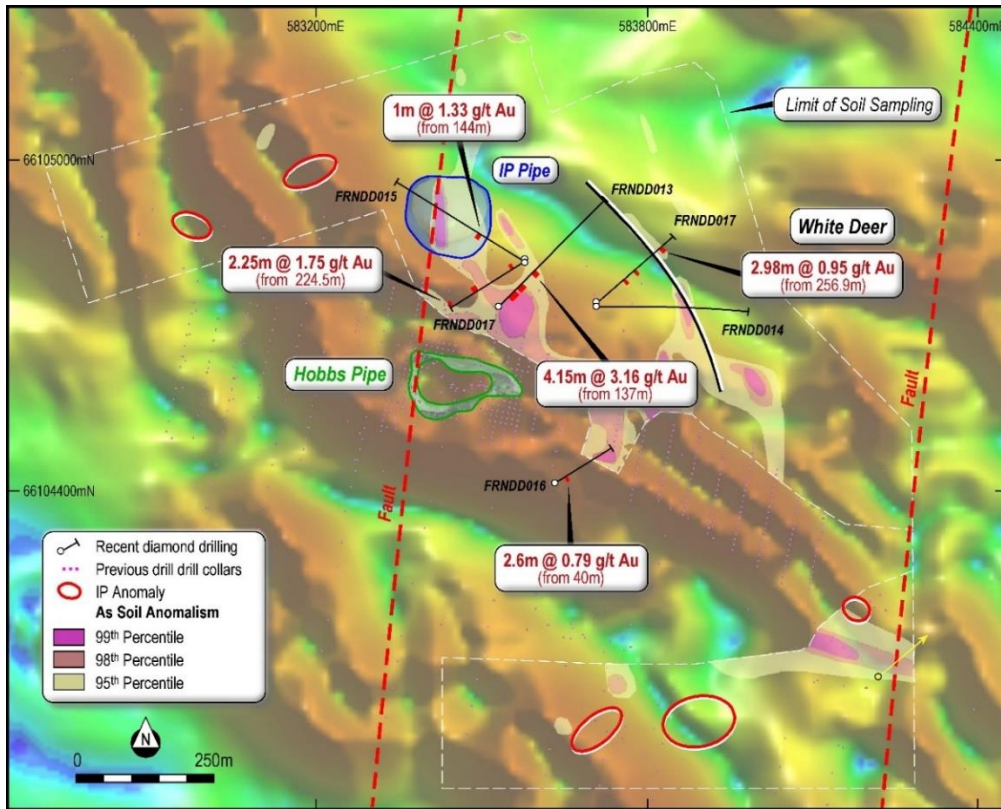 583200mE
583800mE
584400mE
1m @ 1.33 g/t Au
(from 144m)
Limit of Soil Sampling
66105000mN
IP Pipe
FRNDD015
FRNDD013
FRNDD017
White Deer
2.25m @ 1.75 g/t Au
(from 224.5m)
2.98m @ 0.95 g/t Au
(from 256.9m)
FRNDD017
FRNDD014
Hobbs Pipe
4.15m @ 3.16 g/t Au
(from 137m)
Fault
Fault
66104400mN
FRNDD016
2.6m @ 0.79 g/t Au
(from 40m)
Recent diamond drilling
Previous drill drill collars
IP Anomaly
As Soil Anomalism
99th Percentile
98th Percentile
95th Percentile
N
0
250m